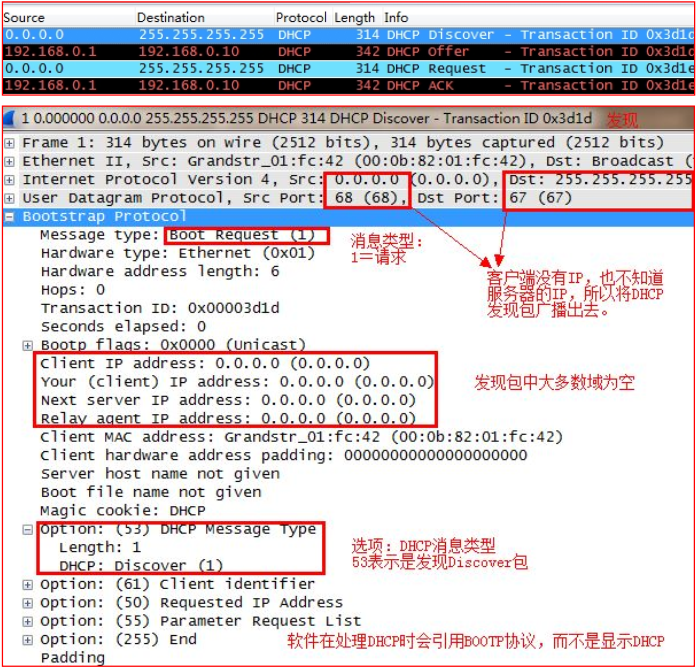 Source Destination Protocol Length Info
0.0.0.0 255.255.255.255 DHCP 314 DHCP Discover - Transaction ID 0x3d1d
192.168.0.1 192.168.0.10 DHCP 342 DHCP Offer - Transaction ID 0x3d1d
0.0.0.0 255.255.255.255 DHCP 314 DHCP Request - Transaction ID 0x3d1e
192.168.0.1 192.168.0.10 DHCP 342 DHCP ACK - Transaction ID 0x3d1e
1 0.000000 0.0.0.0 255.255.255.255 DHCP 314 DHCP Discover - Transaction ID 0x3d1d 发现
Frame 1: 314 bytes on wire (2512 bits), 314 bytes captured (2512 bits)
Ethernet II, Src: Grandstr_01:fc:42 (00:0b:82:01:fc:42), Dst: Broadcast (
Internet Protocol Version 4, Src: 0.0.0.0 (0.0.0.0), Dst: 255.255.255.255
User Datagram Protocol, Src Port: 68 (68), Dst Port: 67 (67)
Bootstrap Protocol
Message type: Boot Request (1)
消息类型:
1=请求
Hardware type: Ethernet (0x01)
Hardware address length: 6
Hops: 0
Transaction ID: 0x00003d1d
Seconds elapsed: 0
客户端没有IP，也不知道
服务器的IP，所以将DHCP
发现包广播出去。
Bootp flags: 0x0000 (Unicast)
Client IP address: 0.0.0.0 (0.0.0.0)
Your (client) IP address: 0.0.0.0 (0.0.0.0)
Next server IP address: 0.0.0.0 (0.0.0.0)
Relay agent IP address: 0.0.0.0 (0.0.0.0)
发现包中大多数域为空
Client MAC address: Grandstr_01:fc:42 (00:0b:82:01:fc:42)
Client hardware address padding: 00000000000000000000
Server host name not given
Boot file name not given
Magic cookie: DHCP
Option: (53) DHCP Message Type
Length: 1
DHCP: Discover (1)
选项: DHCP消息类型
53表示是发现Discover包
Option: (61) Client identifier
Option: (50) Requested IP Address
Option: (55) Parameter Request List
Option: (255) End
Padding
软件在处理DHCP时会引用BOOTP协议，而不是显示DHCP